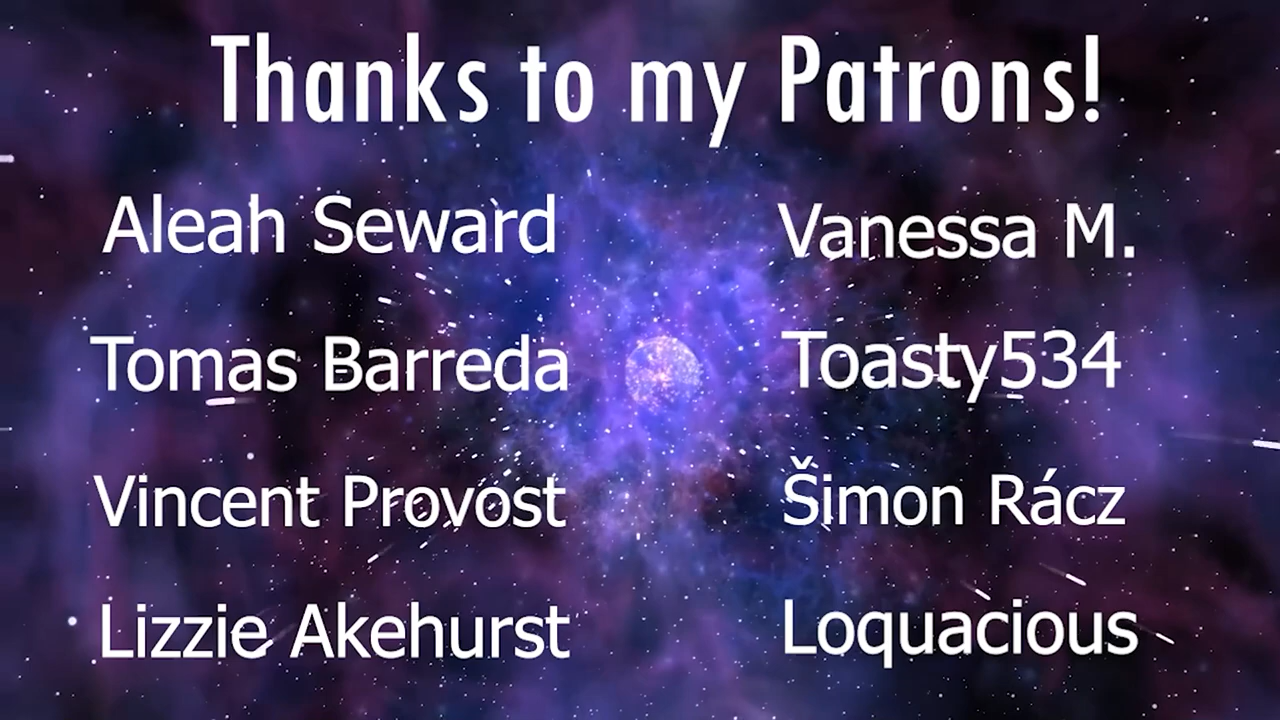 Thanks to my Patrons!
Aleah Seward
Tomas Barreda
Vincent Provost
Lizzie Akehurst
Vanessa M.
Toasty534
Šimon Rácz
Loquacious